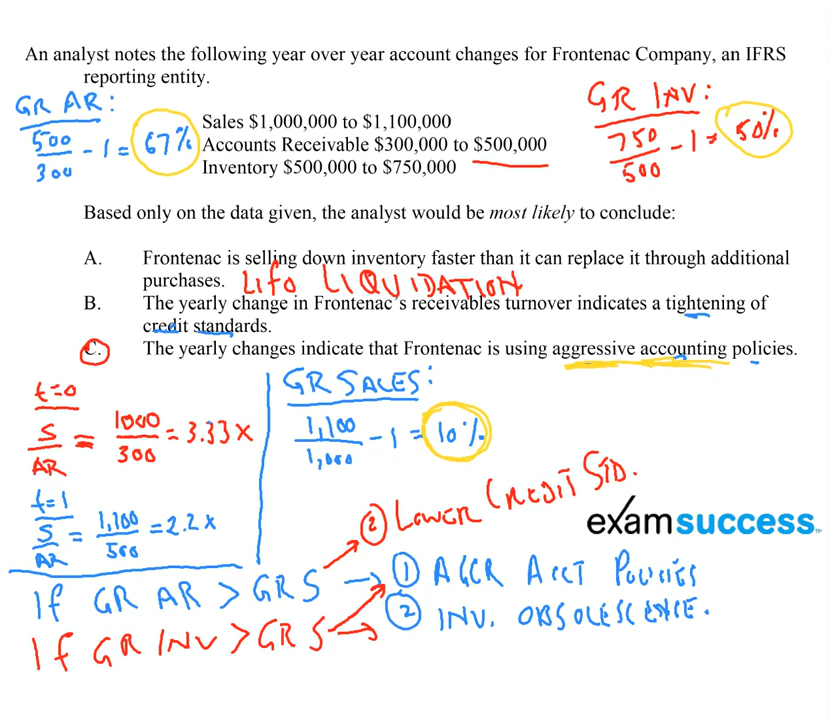 An analyst notes the following year over year account changes for Frontenac Company, an IFRS
reporting entity.
GR AR:
500
300
- 1 = 67%
Sales $1,000,000 to $1,100,000
Accounts Receivable $300,000 to $500,000
Inventory $500,000 to $750,000
GR INV:
750
500
- 1 = 50%
Based only on the data given, the analyst would be most likely to conclude:
A. Frontenac is selling down inventory faster than it can replace it through additional
purchases. LIFO LIQUIDATION
B. The yearly change in Frontenac's receivables turnover indicates a tightening of
credit standards.
C. The yearly changes indicate that Frontenac is using aggressive accounting policies.
t=0
S
AR
= 1000
300
= 3.33 X
GR SALES:
1,100
1,000
- 1 = 10%
t=1
S
AR
= 1,100
500
= 2.2 X
② LOWER CREDIT STD.
examsuccess
If GR AR > GR S → ① AGGR ACCT POLICIES
If GR INV > GR S → ② INV. OBSOLESCENCE.